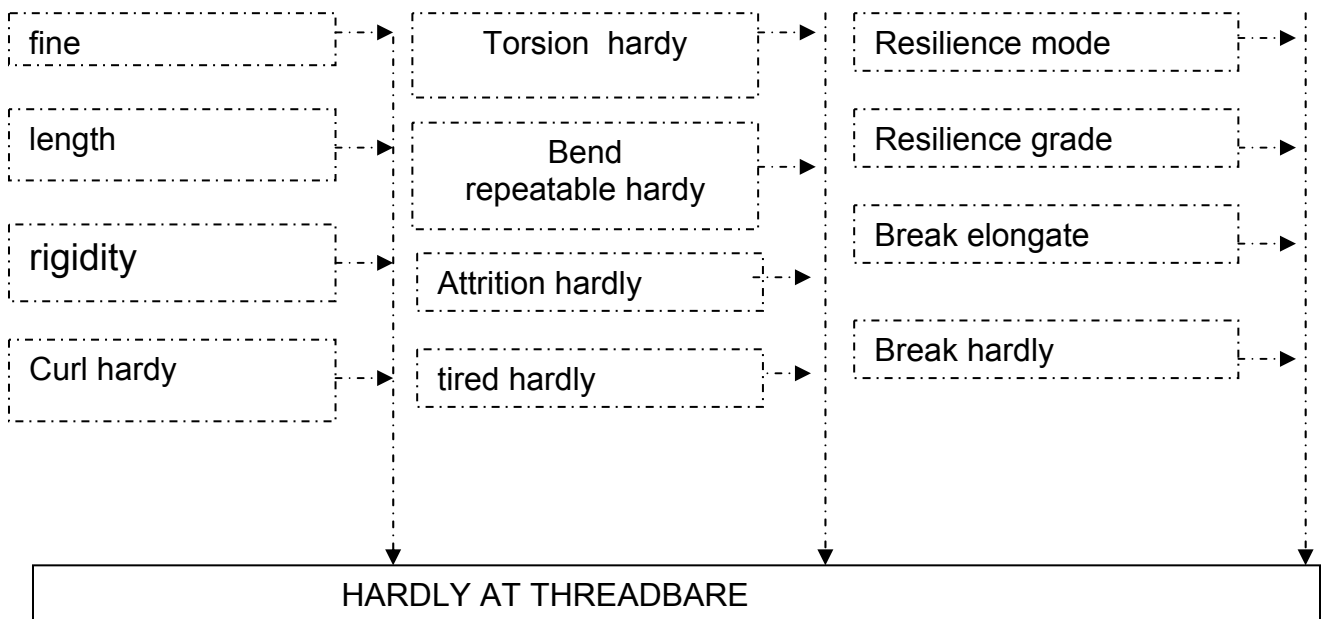 fine
length
rigidity
Curl hardy
Torsion hardy
Bend
repeatable hardy
Attrition hardly
tired hardly
Resilience mode
Resilience grade
Break elongate
Break hardly
HARDLY AT THREADBARE